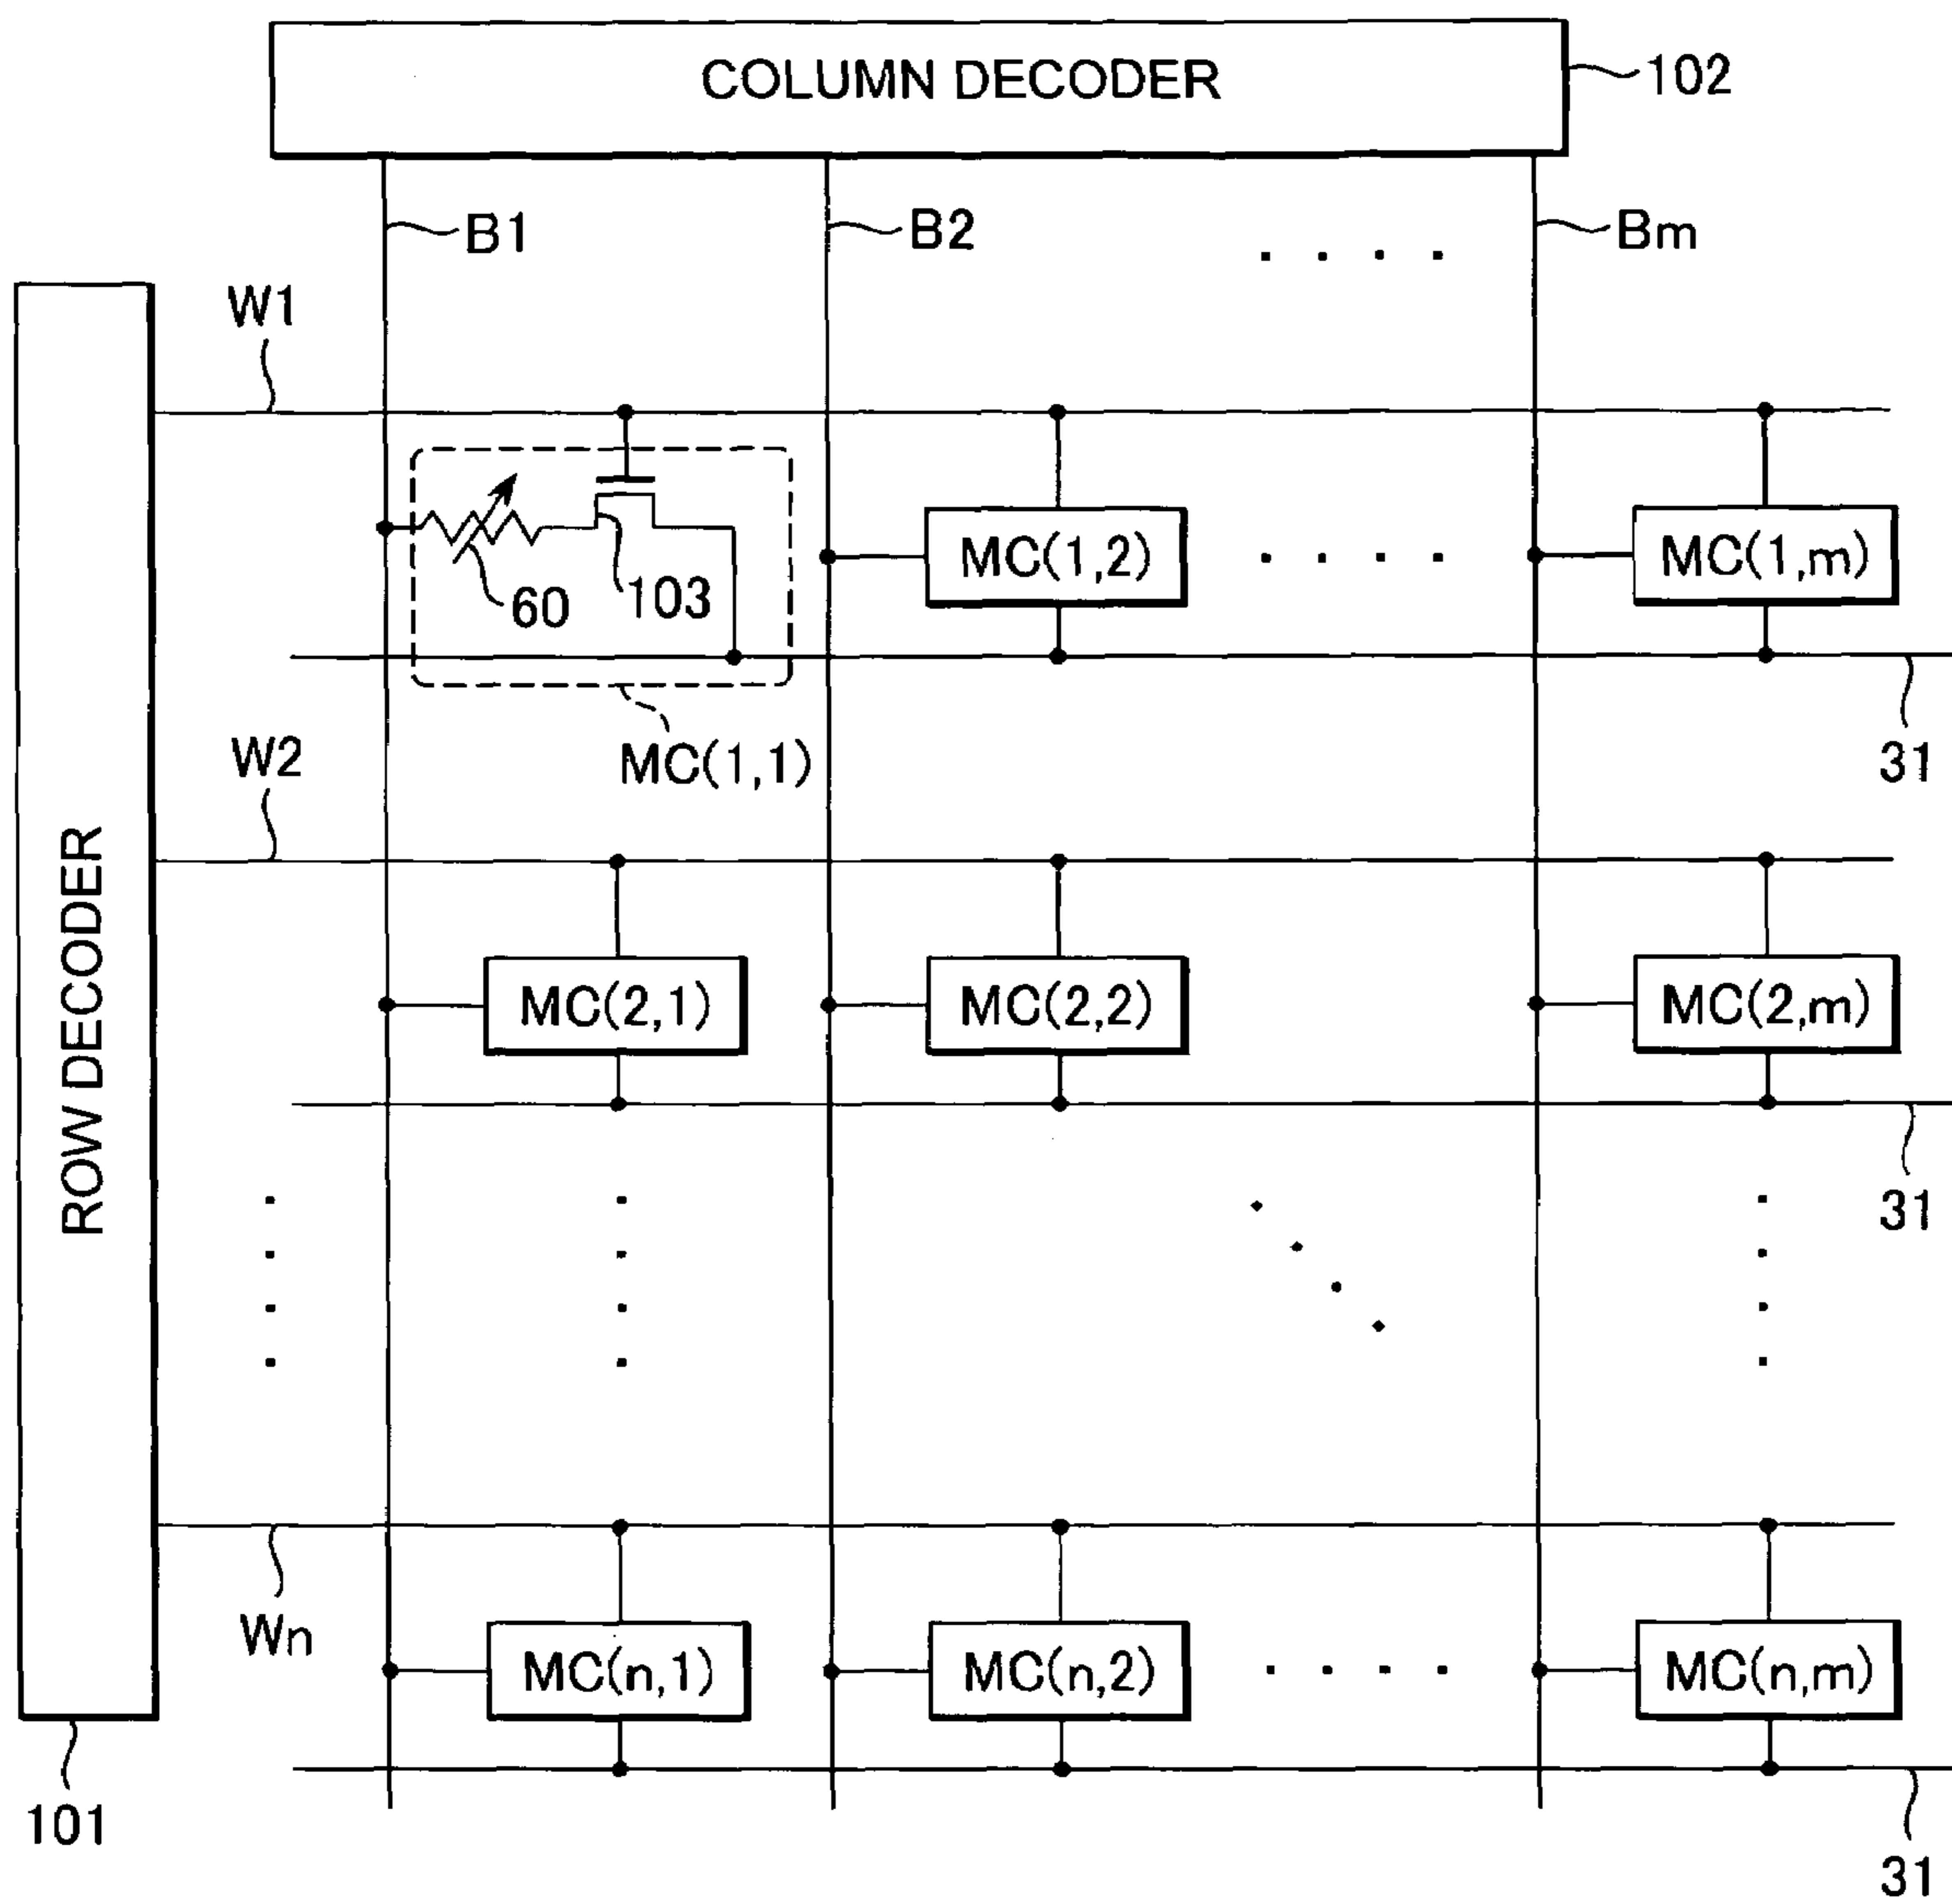 COLUMN DECODER
102
B1
B2
Bm
W1
MC(1,2)
MC(1,m)
60
103
MC(1,1)
31
W2
ROW DECODER
MC(2,1)
MC(2,2)
MC(2,m)
31
Wn
MC(n,1)
MC(n,2)
MC(n,m)
101
31